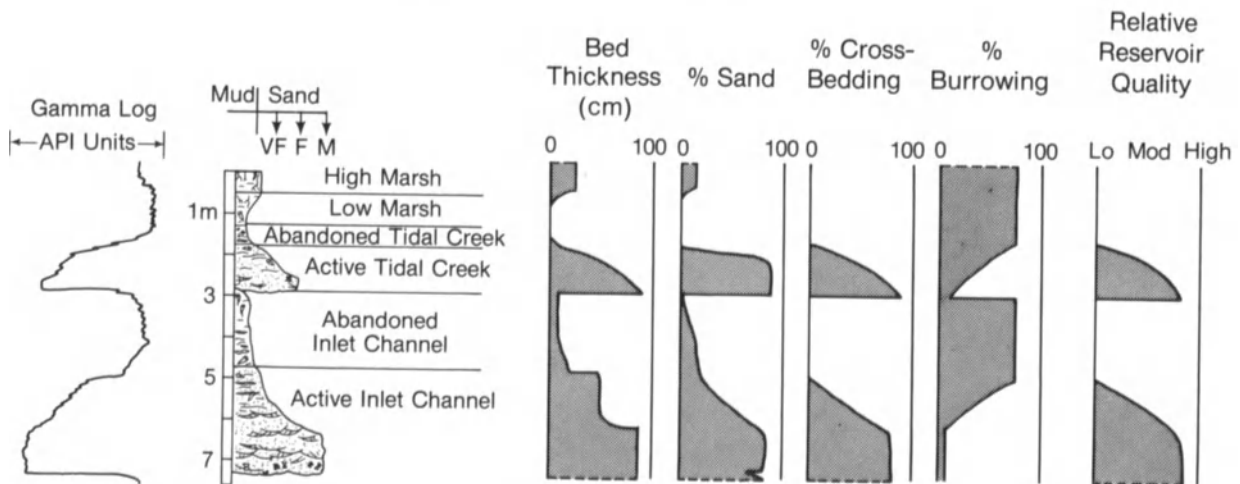 Gamma Log
API Units
Mud
Sand
VF F M
1m
3
5
7
High Marsh
Low Marsh
Abandoned Tidal Creek
Active Tidal Creek
Abandoned
Inlet Channel
Active Inlet Channel
Bed
Thickness
(cm)
0 100
% Sand
0 100
% Cross-
Bedding
0 100
%
Burrowing
0 100
Relative
Reservoir
Quality
Lo Mod High